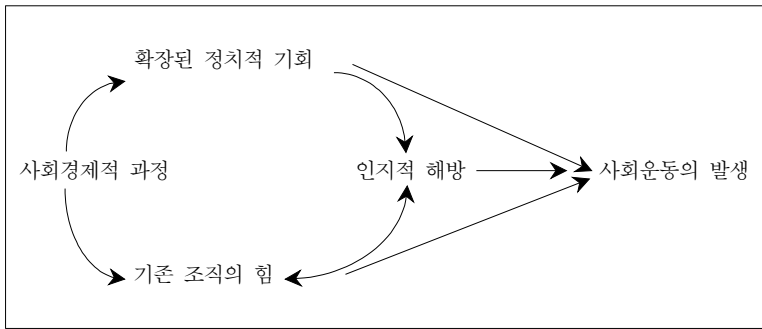 확장된 정치적 기회
사회경제적 과정 인지적 해방 사회운동의 발생
기존 조직의 힘